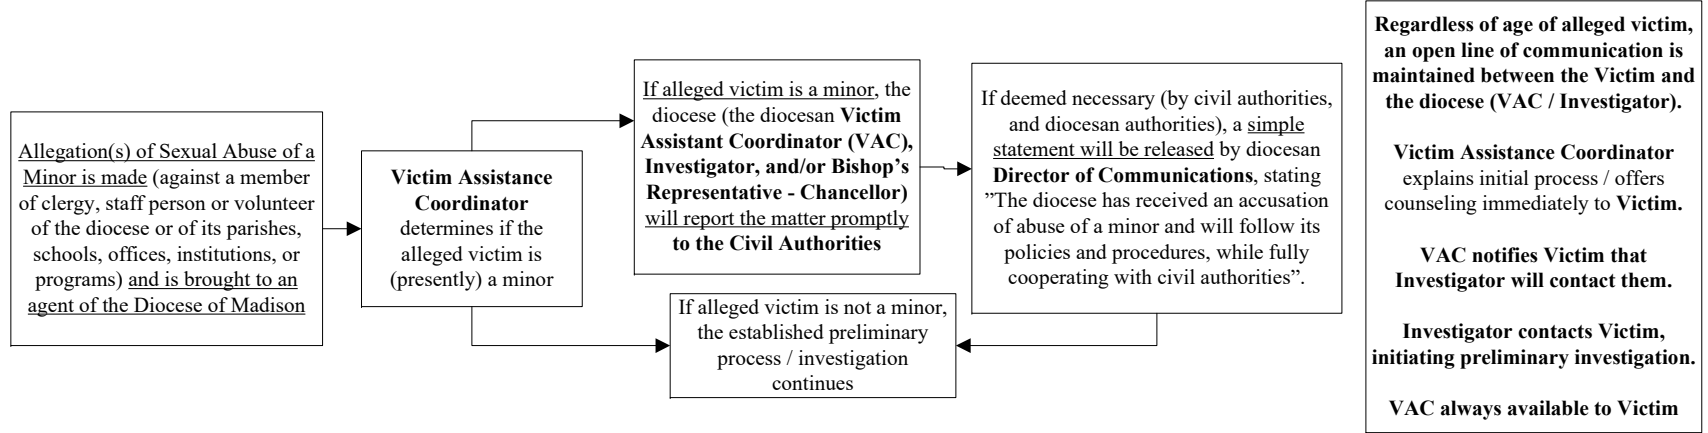 Allegation(s) of Sexual Abuse of a
Minor is made (against a member
of clergy, staff person or volunteer
of the diocese or of its parishes,
schools, offices, institutions, or
programs) and is brought to an
agent of the Diocese of Madison
Victim Assistance
Coordinator
determines if the
alleged victim is
(presently) a minor
If alleged victim is a minor, the
diocese (the diocesan Victim
Assistant Coordinator (VAC),
Investigator, and/or Bishop’s
Representative - Chancellor)
will report the matter promptly
to the Civil Authorities
If deemed necessary (by civil authorities,
and diocesan authorities), a simple
statement will be released by diocesan
Director of Communications, stating
”The diocese has received an accusation
of abuse of a minor and will follow its
policies and procedures, while fully
cooperating with civil authorities”.
If alleged victim is not a minor,
the established preliminary
process / investigation
continues
Regardless of age of alleged victim,
an open line of communication is
maintained between the Victim and
the diocese (VAC / Investigator).
Victim Assistance Coordinator
explains initial process / offers
counseling immediately to Victim.
VAC notifies Victim that
Investigator will contact them.
Investigator contacts Victim,
initiating preliminary investigation.
VAC always available to Victim